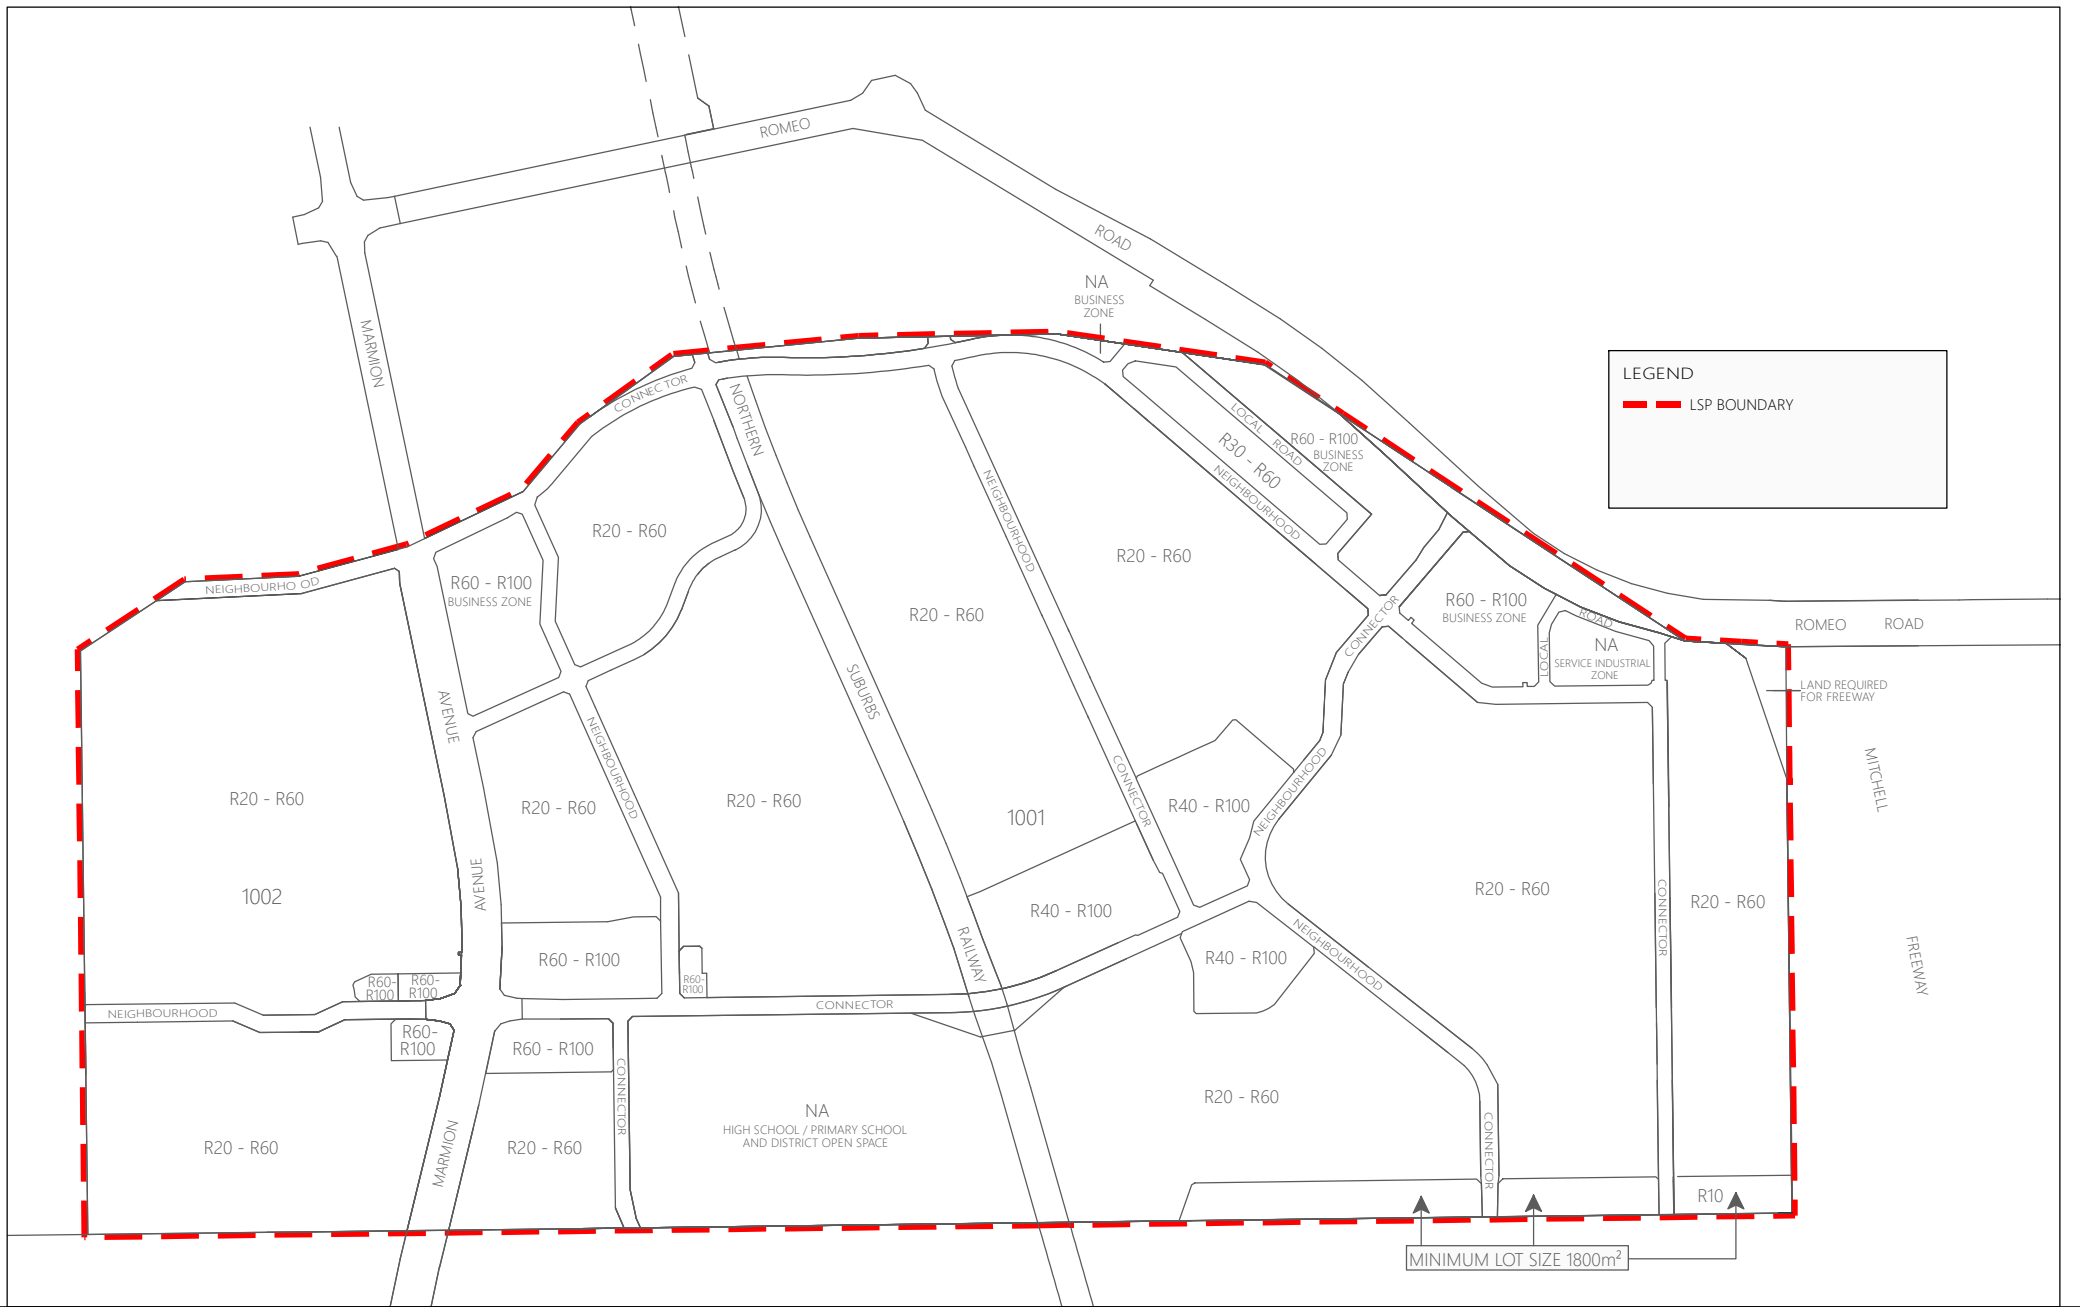 ROMEO
ROAD
NA
BUSINESS
ZONE
MARMION
LEGEND
LSP BOUNDARY
CONNECTOR
NORTHERN
LOCAL ROAD
R60 - R100
BUSINESS
ZONE
R30 - R60
NEIGHBOURHOOD
NEIGHBOURHOOD
R20 - R60
R20 - R60
NEIGHBOURHO OD
R60 - R100
BUSINESS ZONE
R20 - R60
CONNECTOR
R60 - R100
BUSINESS ZONE
LOCAL
ROAD
NA
SERVICE INDUSTRIAL
ZONE
ROMEO ROAD
LAND REQUIRED
FOR FREEWAY
AVENUE
SUBURBS
NEIGHBOURHOOD
CONNECTOR
NEIGHBOURHOOD
MITCHELL
R20 - R60
R20 - R60
R20 - R60
1001
R40 - R100
1002
AVENUE
R40 - R100
R20 - R60
CONNECTOR
R20 - R60
R60 - R100
RAILWAY
R40 - R100
NEIGHBOURHOOD
FREEWAY
R60-
R100
R60-
R100
R60-
R100
NEIGHBOURHOOD
CONNECTOR
R60-
R100
R60 - R100
CONNECTOR
NA
HIGH SCHOOL / PRIMARY SCHOOL
AND DISTRICT OPEN SPACE
R20 - R60
R20 - R60
MARMION
R20 - R60
CONNECTOR
R10
MINIMUM LOT SIZE 1800m²